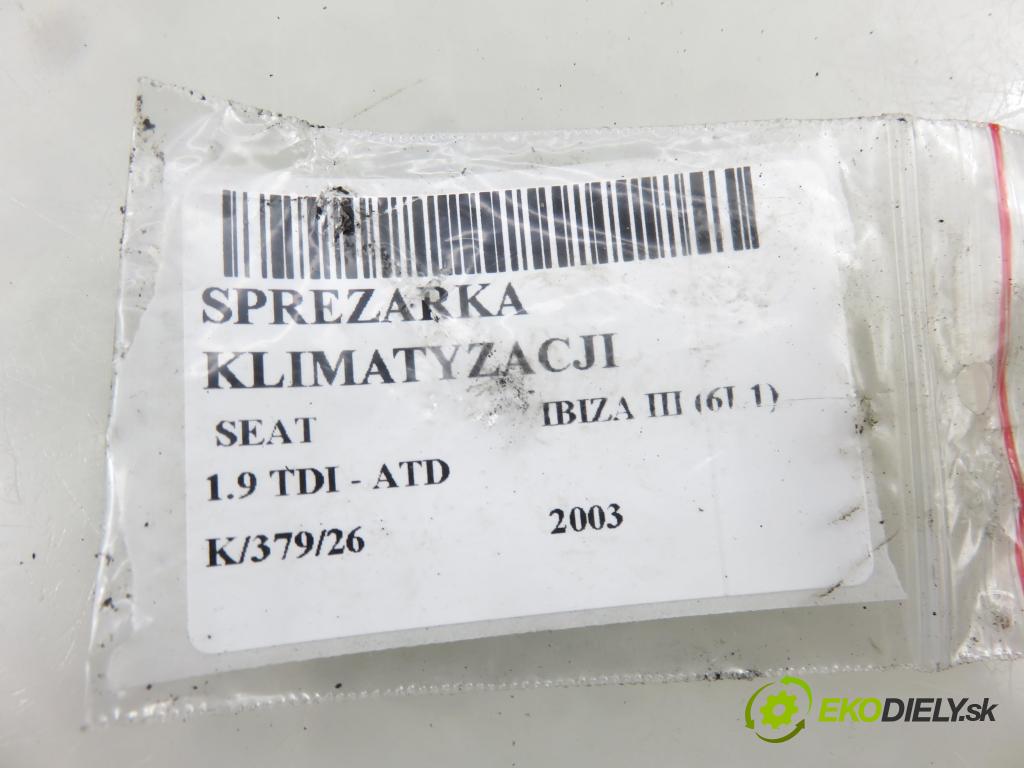 SPREZARKA
KLIMATYZACJI
SEAT IBIZA III (6L1)
1.9 TDI - ATD
K/379/26 2003
EKODIELY.sk